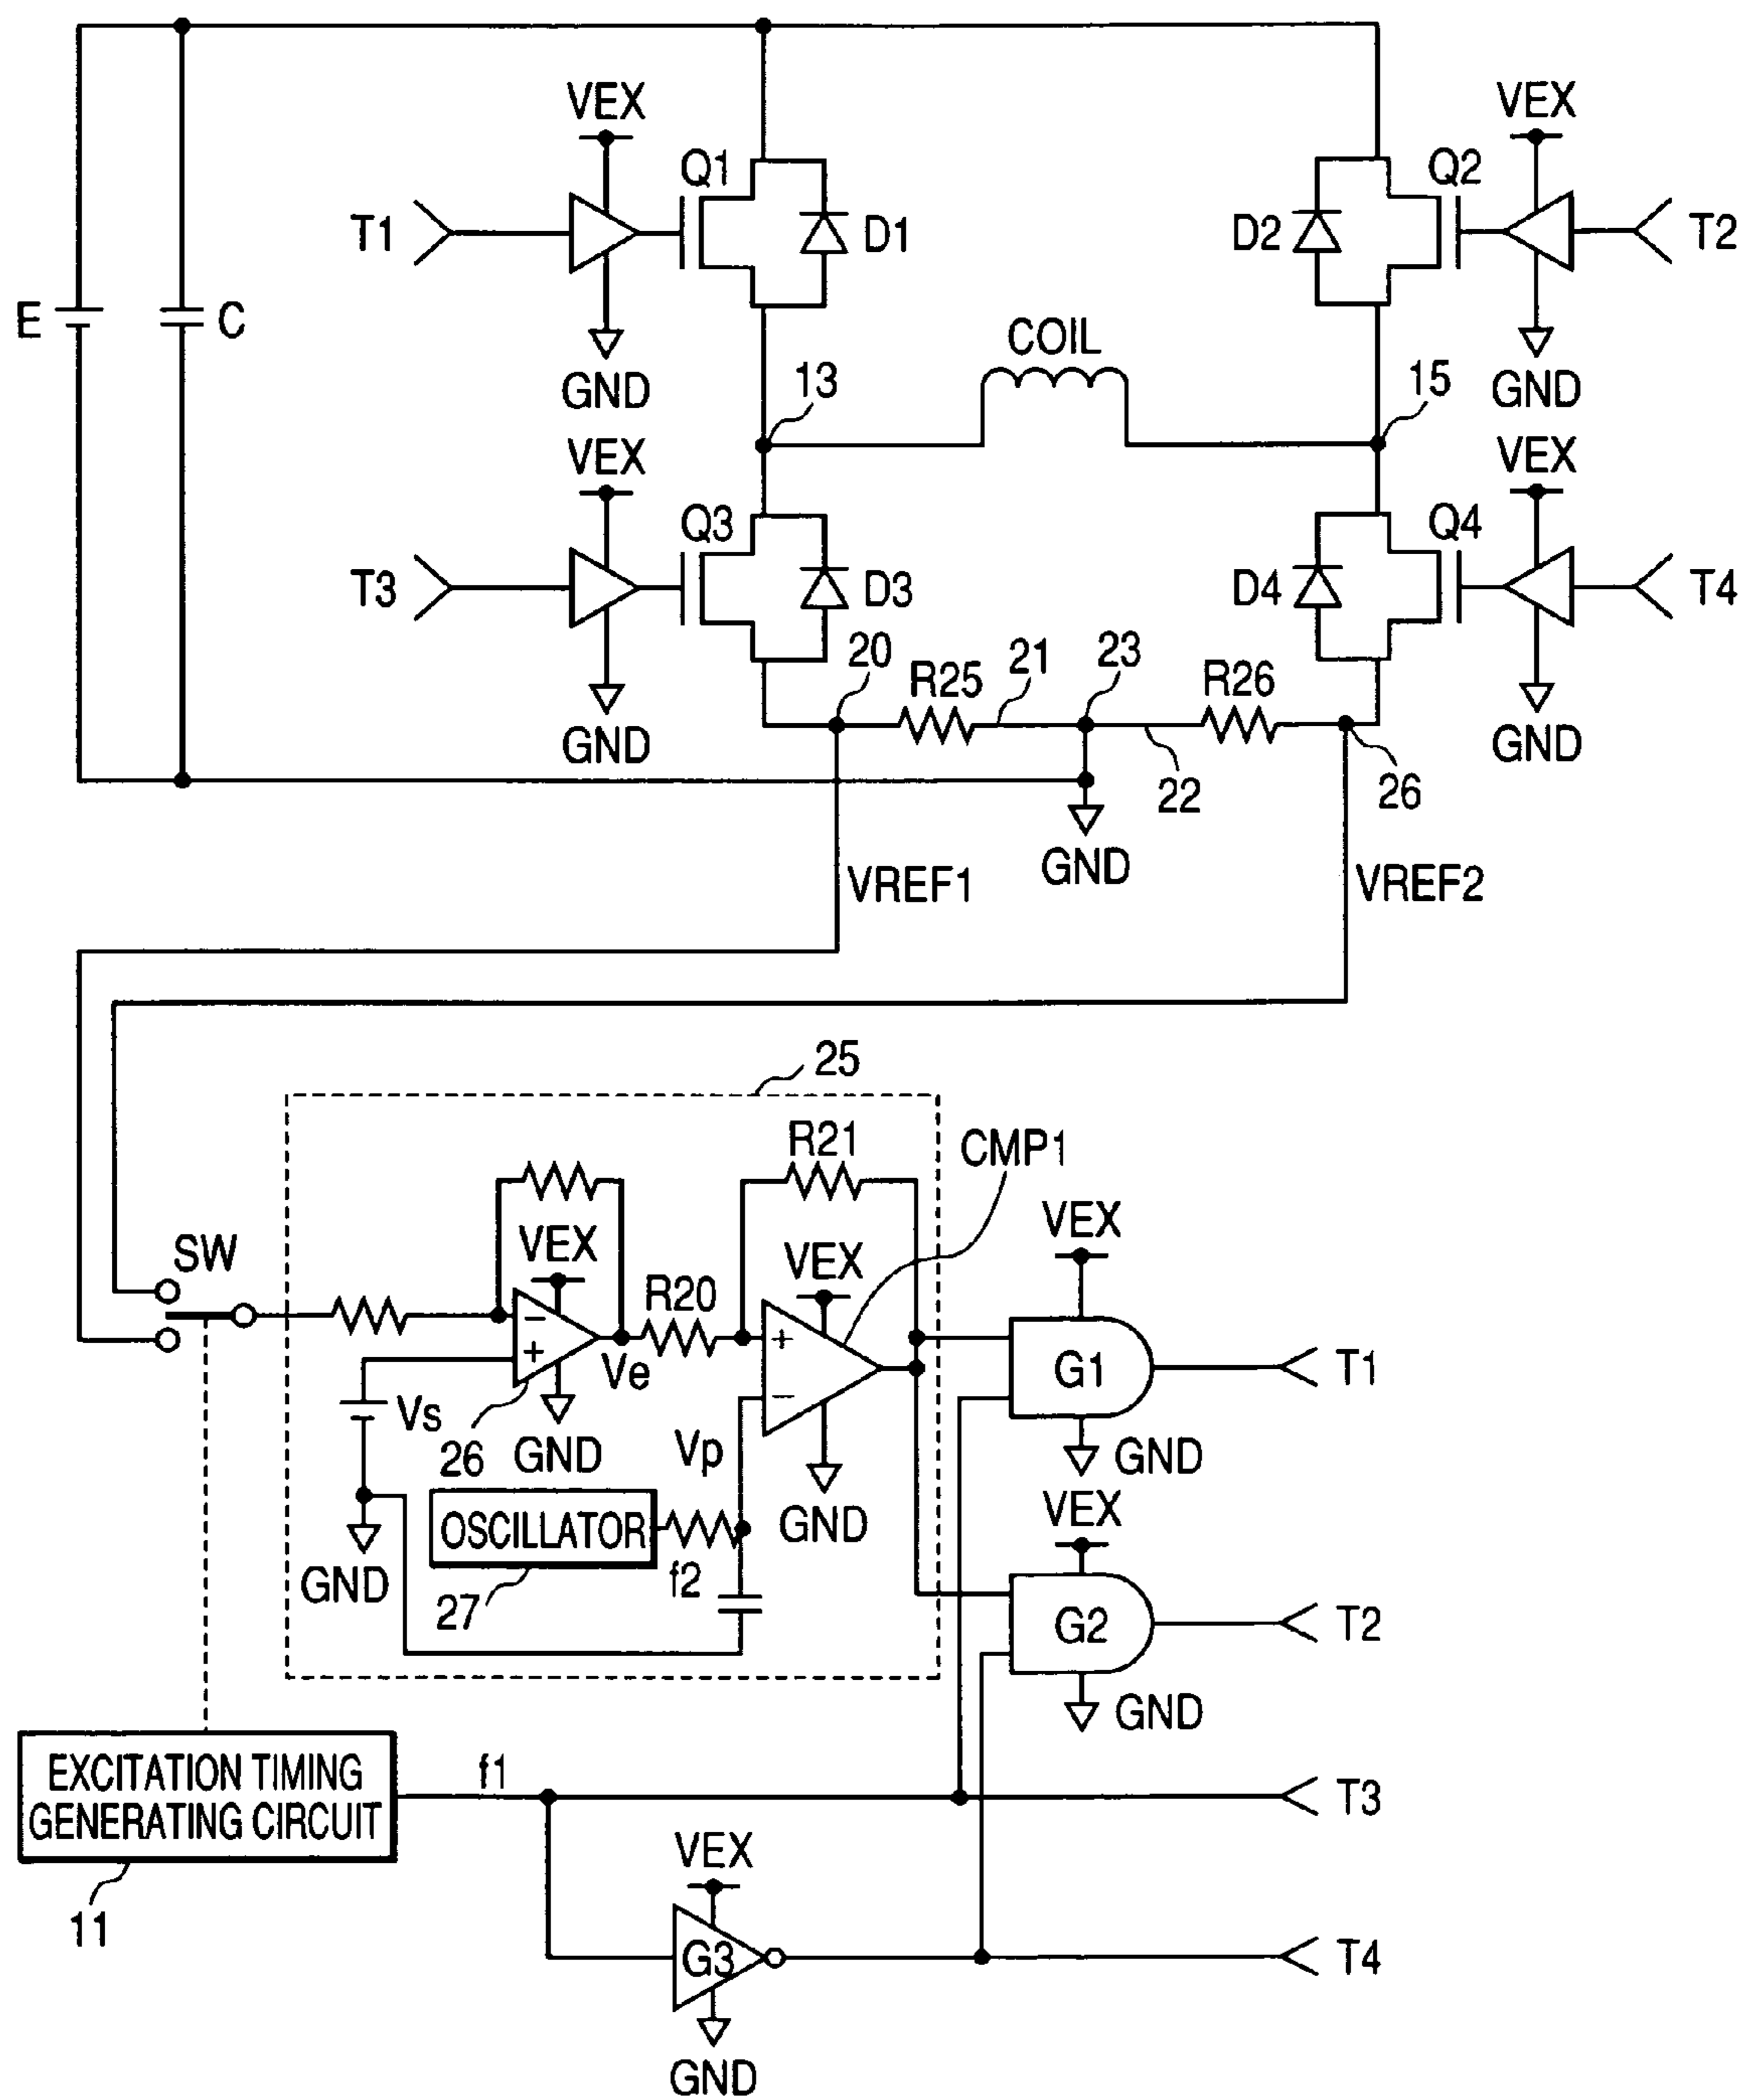 VEX
VEX
Q1
Q2
T1
D1
D2
T2
E
C
COIL
GND
13
15
GND
VEX
VEX
Q3
Q4
T3
D3
D4
T4
20
R25
21
23
R26
GND
GND
22
26
GND
VREF1
VREF2
25
R21
CMP1
VEX
SW
VEX
R20
VEX
+
−
+
Ve
−
G1
T1
Vs
26
GND
Vp
GND
VEX
OSCILLATOR
GND
GND
27
f2
G2
T2
GND
EXCITATION TIMING
GENERATING CIRCUIT
f1
T3
VEX
11
G3
T4
GND